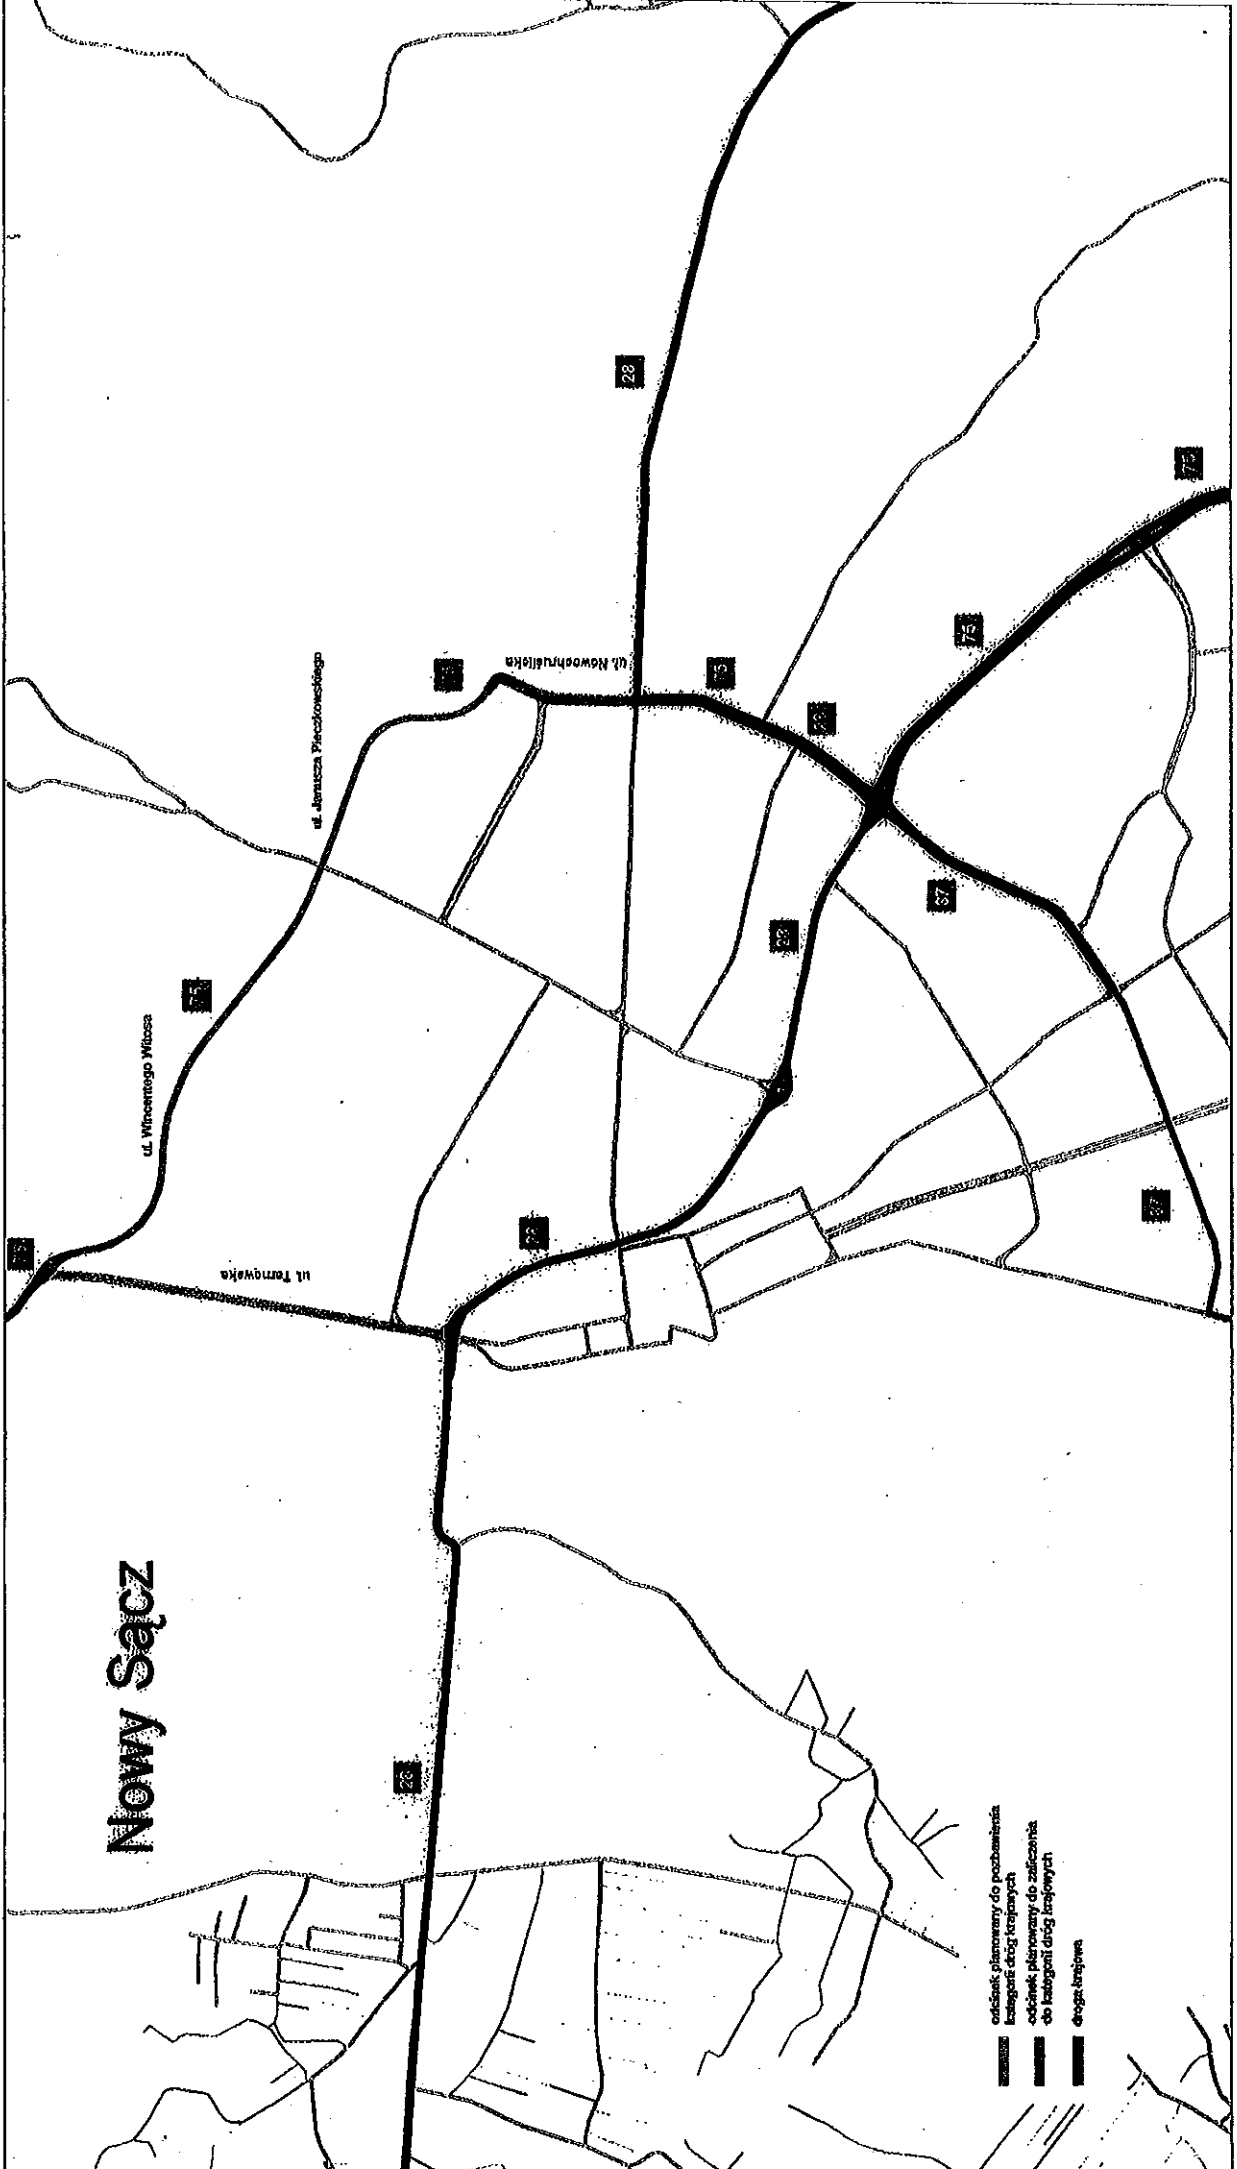 Nowy Sącz
ul. Wincentego Witosa
ul. Janusza Pieczkowskiego
ul. Tarnowska
ul. Nowochruślicka
75
75
28
28
75
75
75
28
28
87
87
28
odcinek planowany do pozbawienia
kategorii dróg krajowych
odcinek planowany do zaliczenia
do kategorii dróg krajowych
droga krajowa